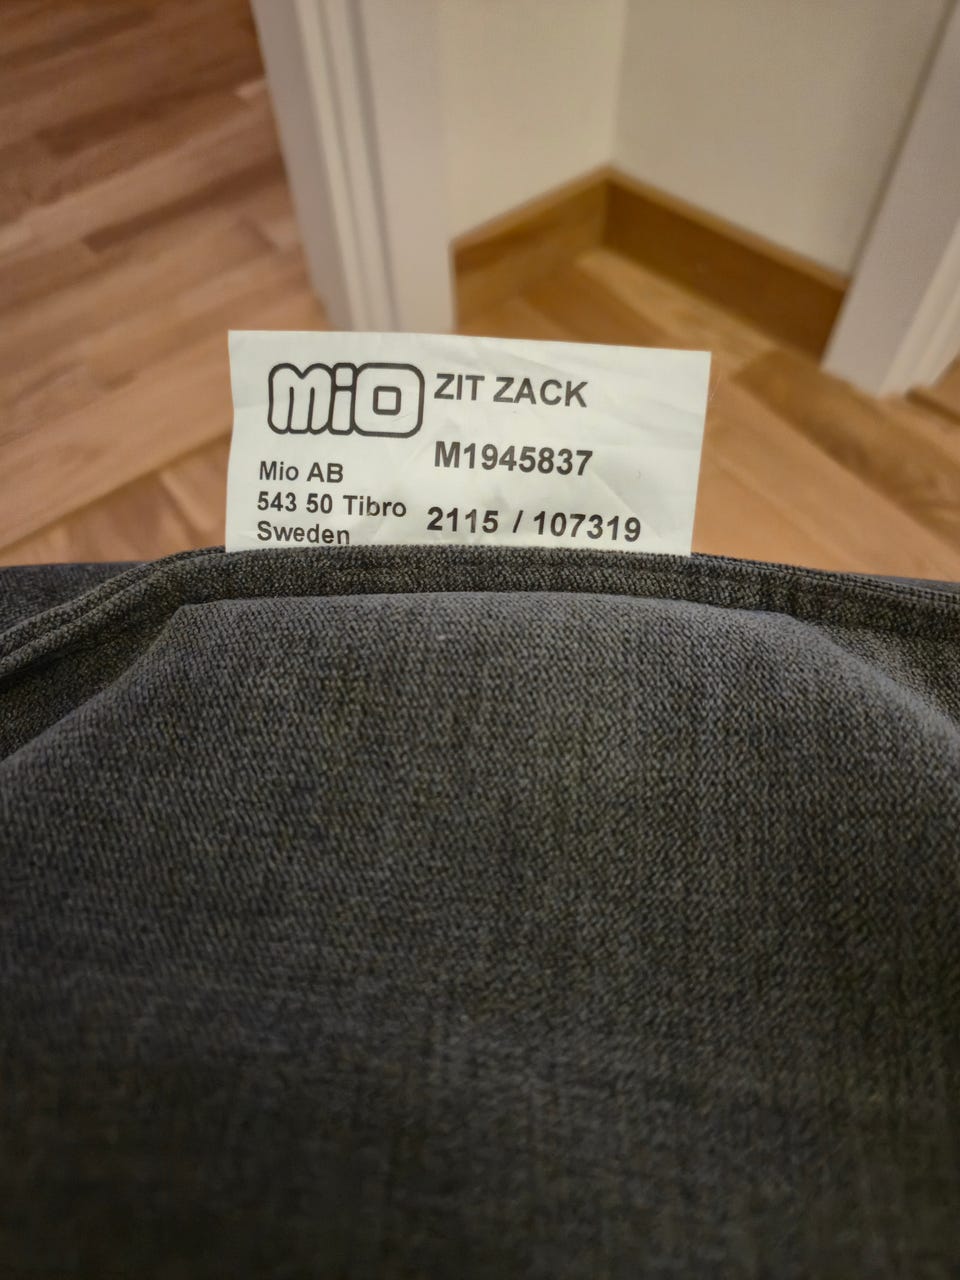 mio
ZIT ZACK
M1945837
Mio AB
543 50 Tibro
Sweden
2115 / 107319